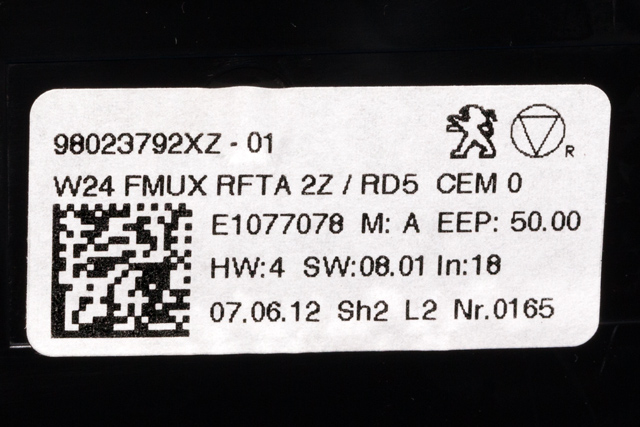 98023792XZ - 01
W24 FMUX RFTA 2Z / RD5 CEM 0
E1077078 M: A EEP: 50.00
HW:4 SW:08.01 In:18
07.06.12 Sh2 L2 Nr.0165
R